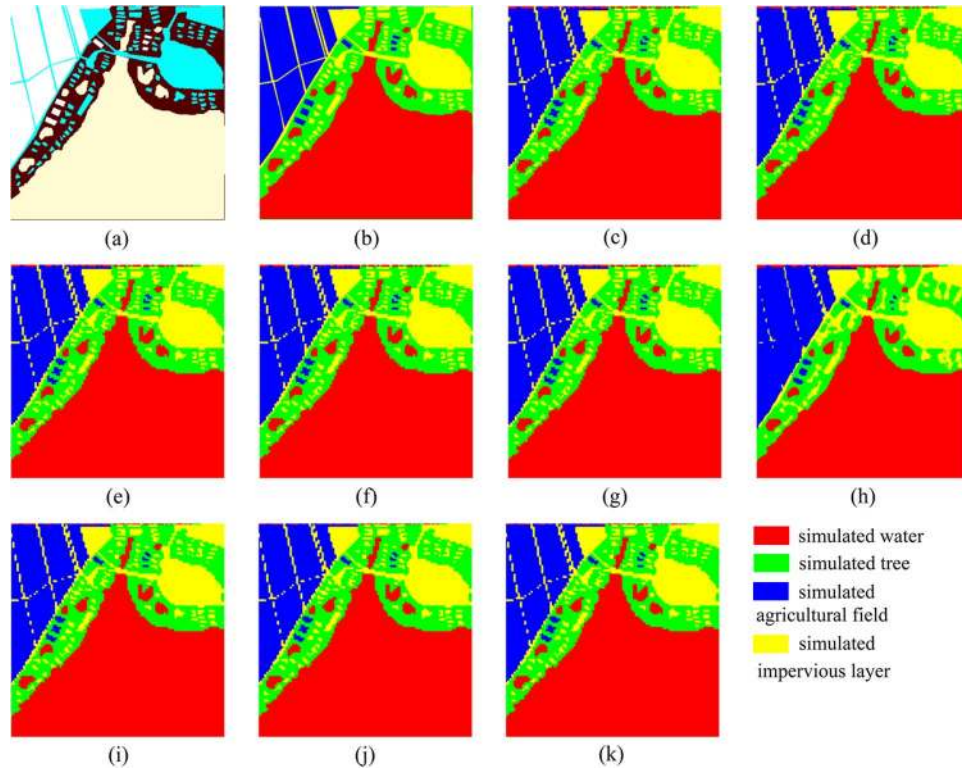 (a)
(b)
(c)
(d)
(e)
(f)
(g)
(h)
(i)
(j)
(k)
simulated water
simulated tree
simulated
agricultural field
simulated
impervious layer